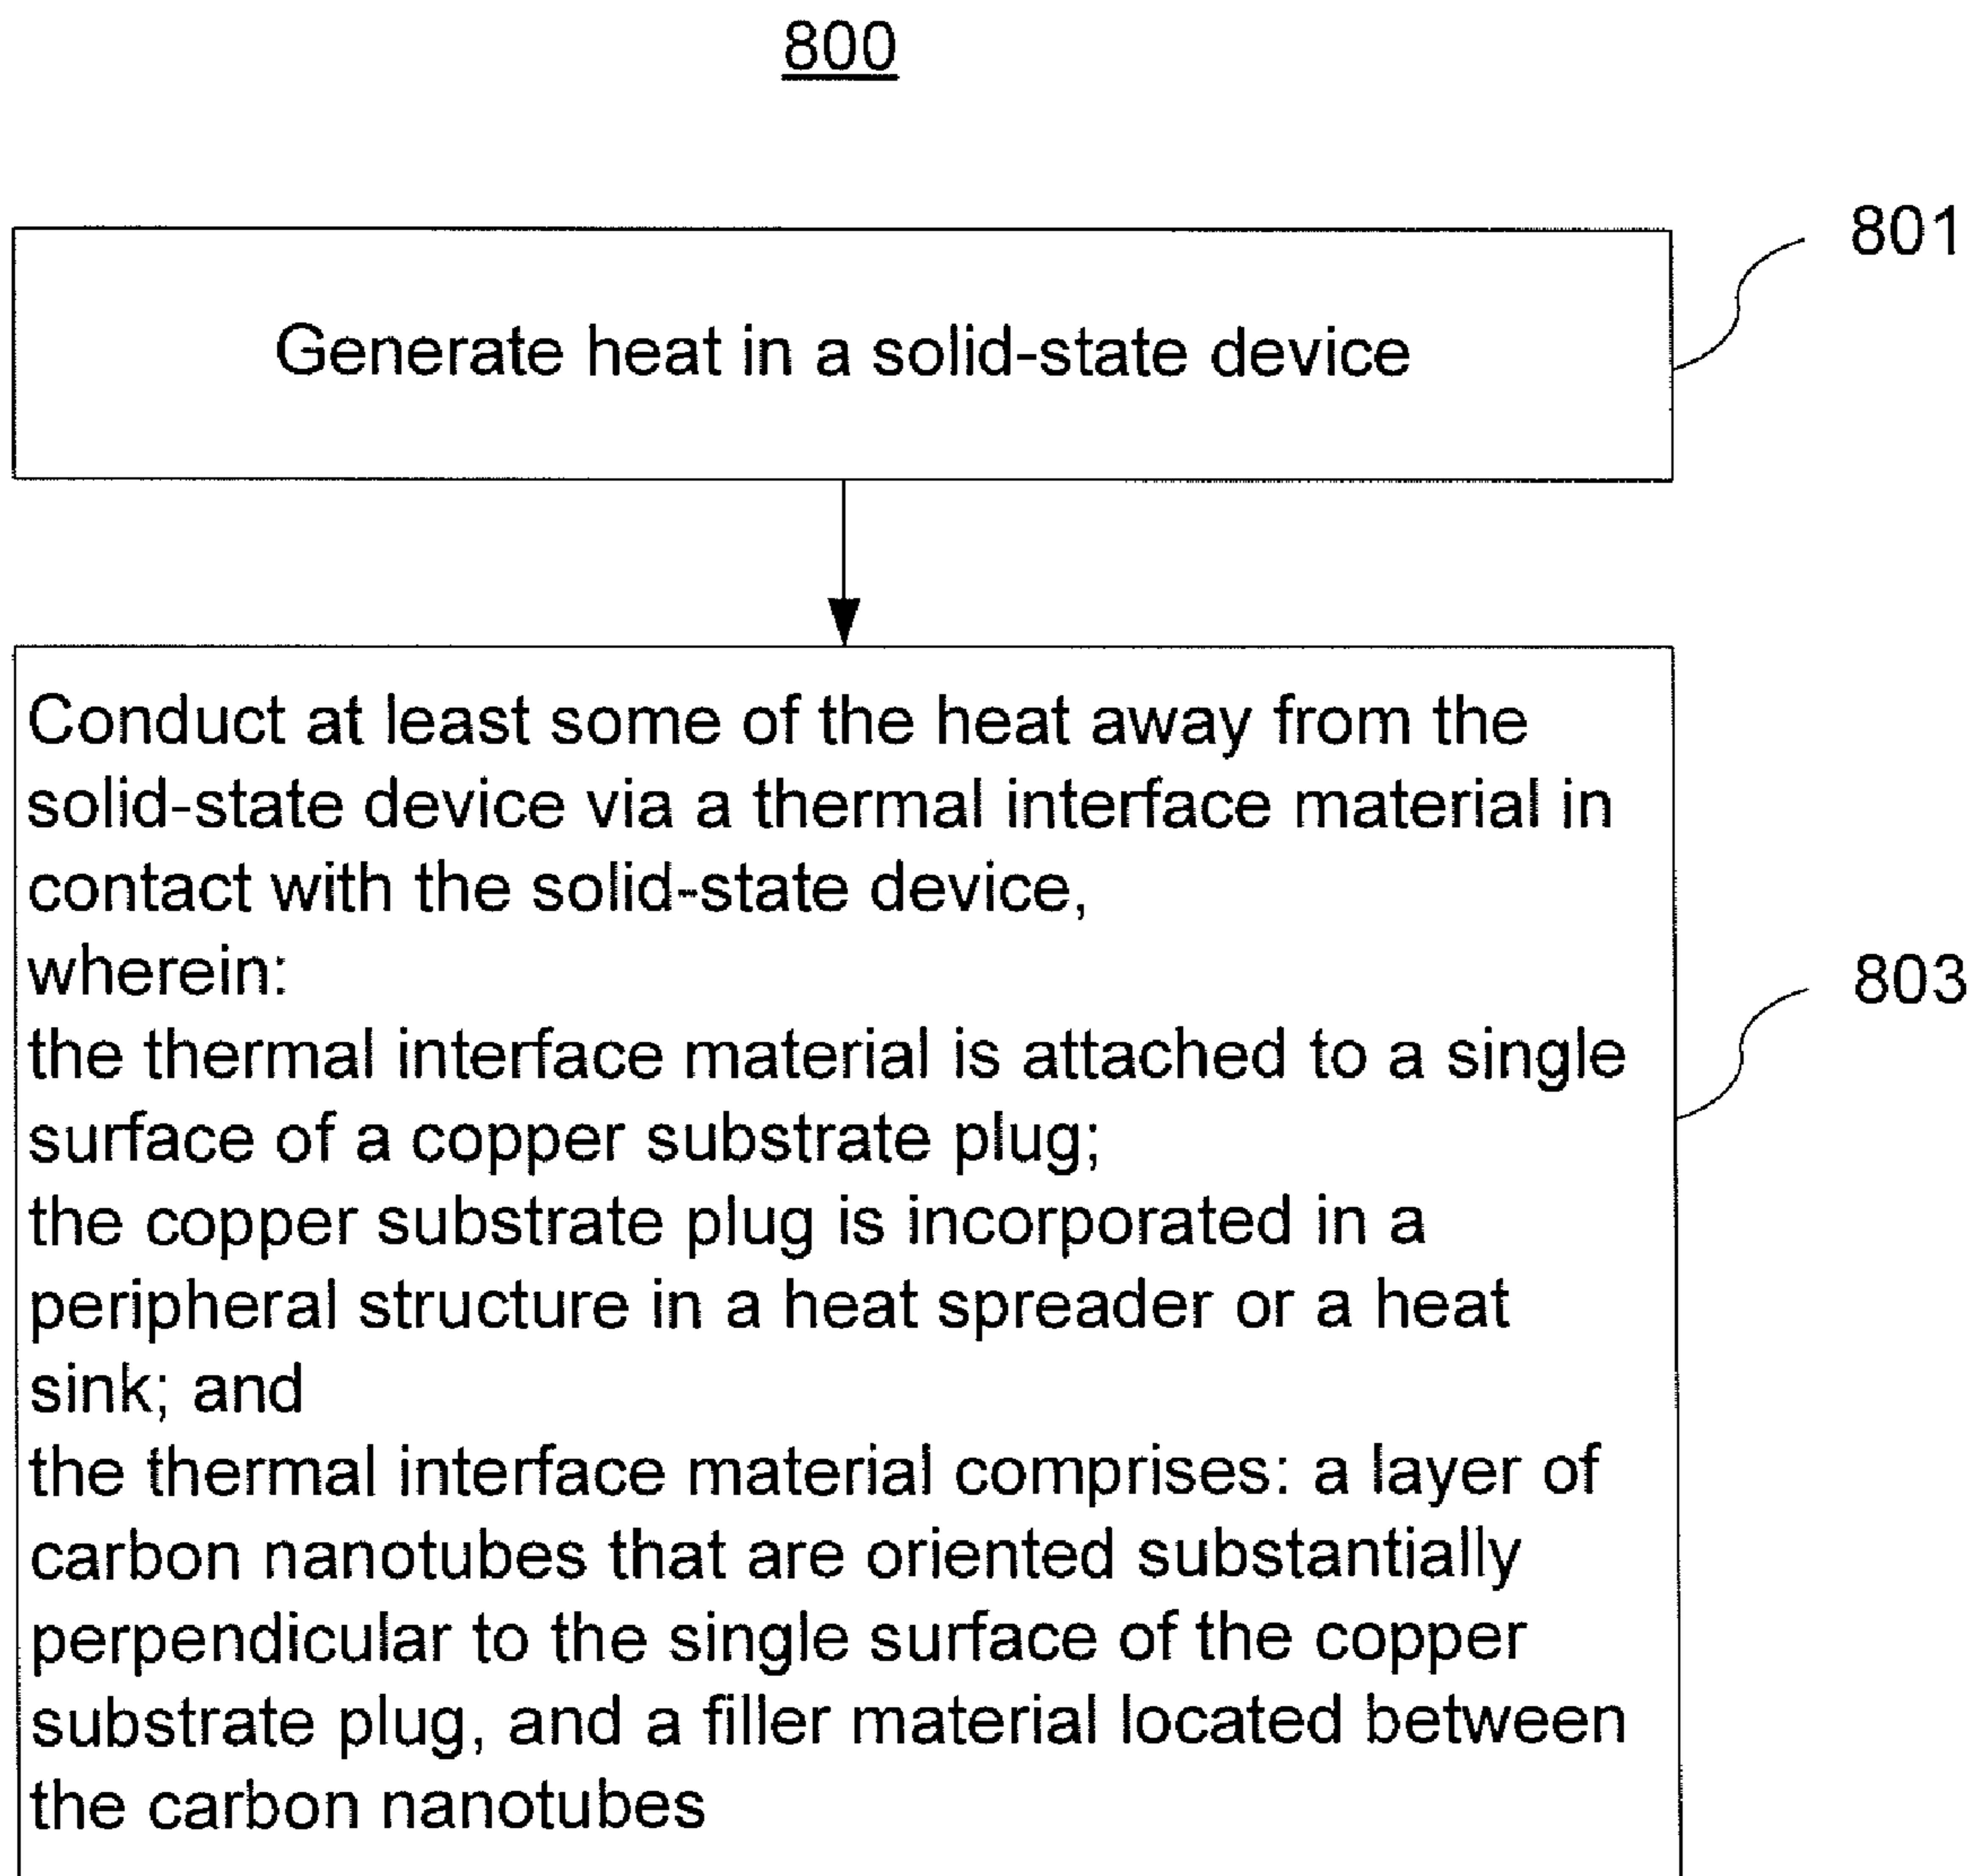 800
801
Generate heat in a solid-state device
Conduct at least some of the heat away from the
solid-state device via a thermal interface material in
contact with the solid-state device,
wherein:
803
the thermal interface material is attached to a single
surface of a copper substrate plug;
the copper substrate plug is incorporated in a
peripheral structure in a heat spreader or a heat
sink; and
the thermal interface material comprises: a layer of
carbon nanotubes that are oriented substantially
perpendicular to the single surface of the copper
substrate plug, and a filler material located between
the carbon nanotubes